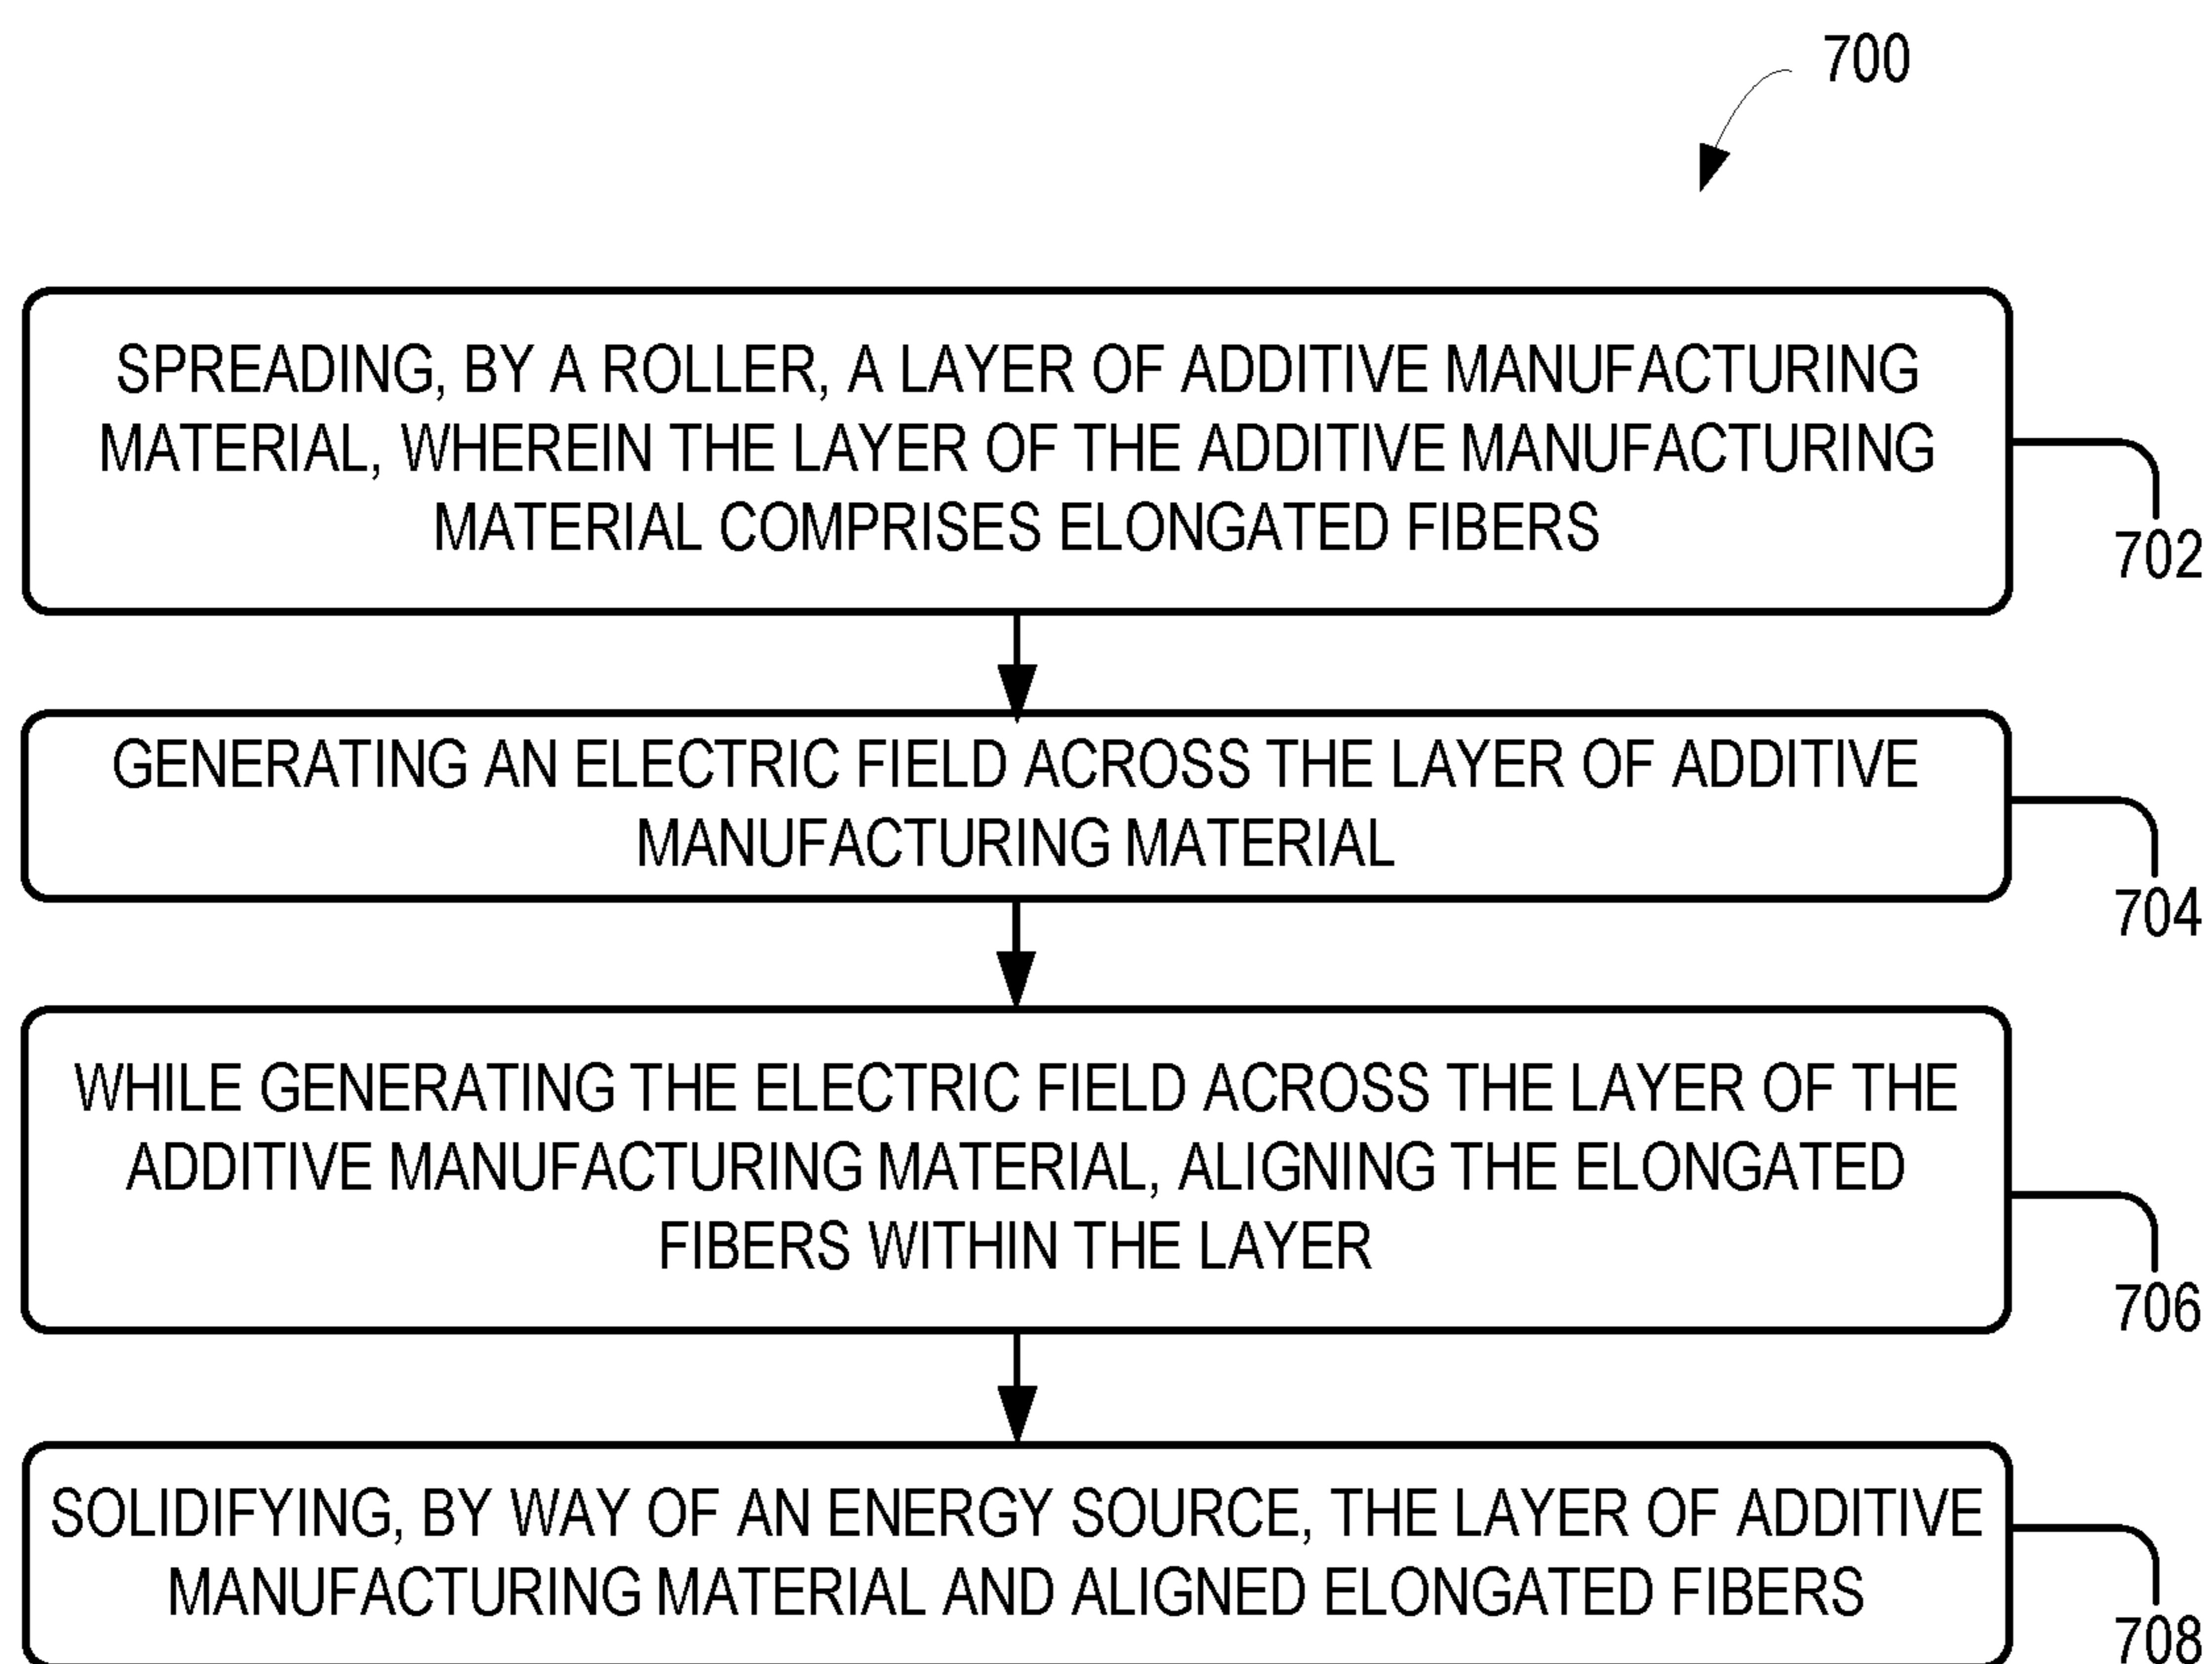 700
SPREADING, BY A ROLLER, A LAYER OF ADDITIVE MANUFACTURING
MATERIAL, WHEREIN THE LAYER OF THE ADDITIVE MANUFACTURING
MATERIAL COMPRISES ELONGATED FIBERS
702
GENERATING AN ELECTRIC FIELD ACROSS THE LAYER OF ADDITIVE
MANUFACTURING MATERIAL
704
WHILE GENERATING THE ELECTRIC FIELD ACROSS THE LAYER OF THE
ADDITIVE MANUFACTURING MATERIAL, ALIGNING THE ELONGATED
FIBERS WITHIN THE LAYER
706
SOLIDIFYING, BY WAY OF AN ENERGY SOURCE, THE LAYER OF ADDITIVE
MANUFACTURING MATERIAL AND ALIGNED ELONGATED FIBERS
708